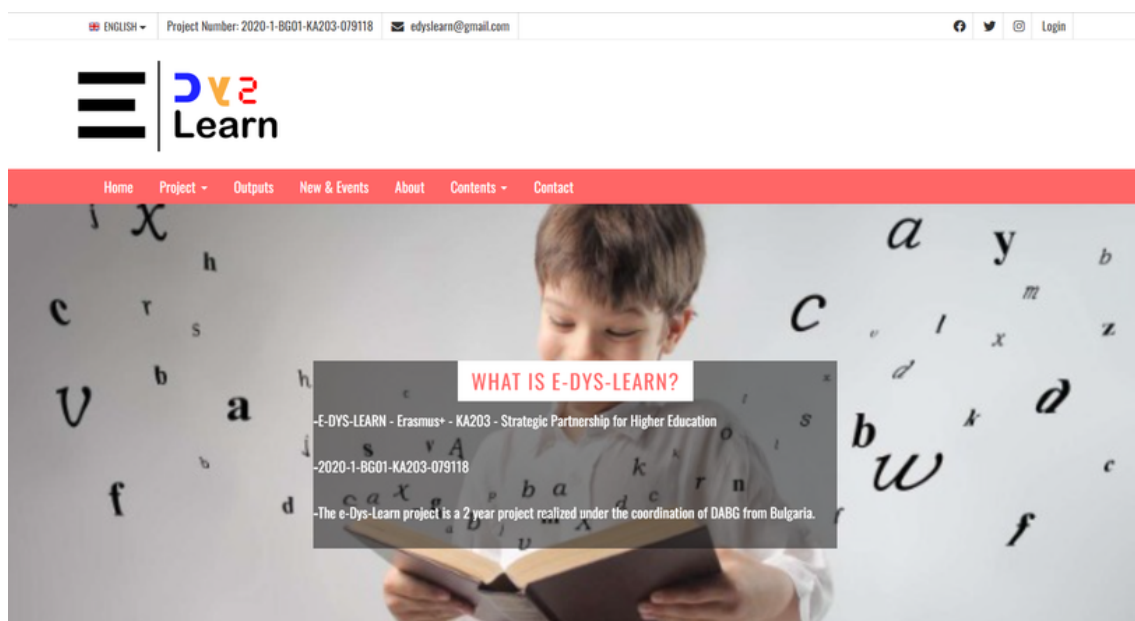 ENGLISH
Project Number: 2020-1-BG01-KA203-079118
edyslearn@gmail.com
Login
E
Dys
Learn
Home Project Outputs New & Events About Contents Contact
WHAT IS E-DYS-LEARN?
-E-DYS-LEARN - Erasmus+ - KA203 - Strategic Partnership for Higher Education
-2020-1-BG01-KA203-079118
-The e-Dys-Learn project is a 2 year project realized under the coordination of DABG from Bulgaria.